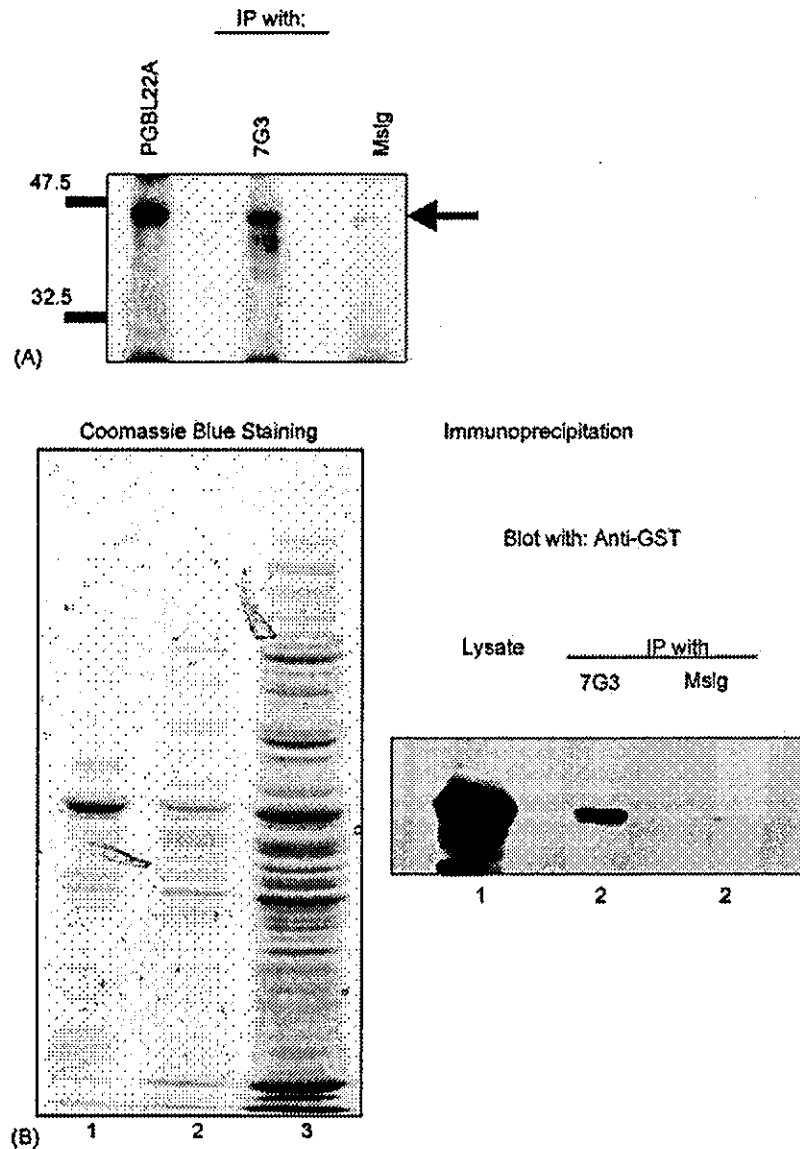 IP with:
PGBL22A
7G3
MsIg
47.5
32.5
(A)
Coomassie Blue Staining
Immunoprecipitation
Blot with: Anti-GST
Lysate
IP with
7G3
MsIg
1
2
2
(B)
1
2
3